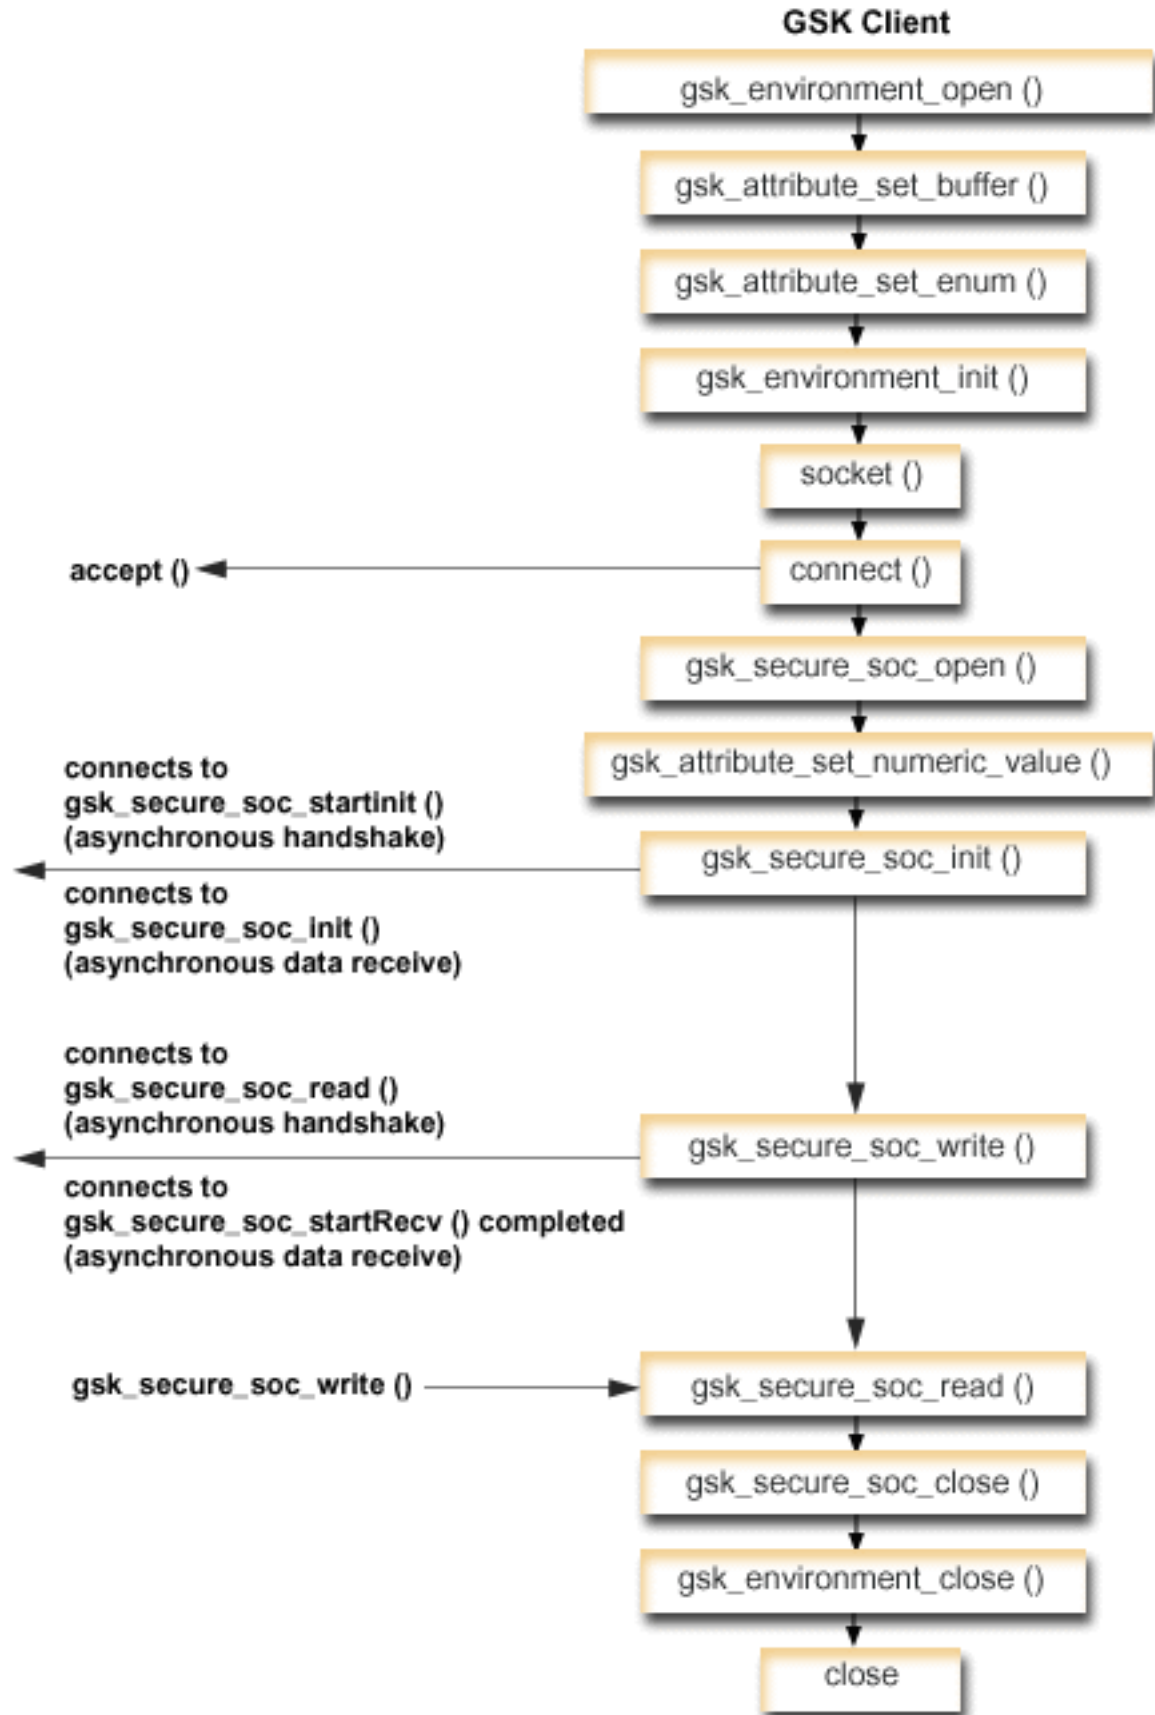 GSK Client
gsk_environment_open ()
gsk_attribute_set_buffer ()
gsk_attribute_set_enum ()
gsk_environment_init ()
socket ()
accept ()
connect ()
gsk_secure_soc_open ()
gsk_attribute_set_numeric_value ()
connects to
gsk_secure_soc_startinit ()
(asynchronous handshake)
gsk_secure_soc_init ()
connects to
gsk_secure_soc_init ()
(asynchronous data receive)
connects to
gsk_secure_soc_read ()
(asynchronous handshake)
gsk_secure_soc_write ()
connects to
gsk_secure_soc_startRecv () completed
(asynchronous data receive)
gsk_secure_soc_write ()
gsk_secure_soc_read ()
gsk_secure_soc_close ()
gsk_environment_close ()
close